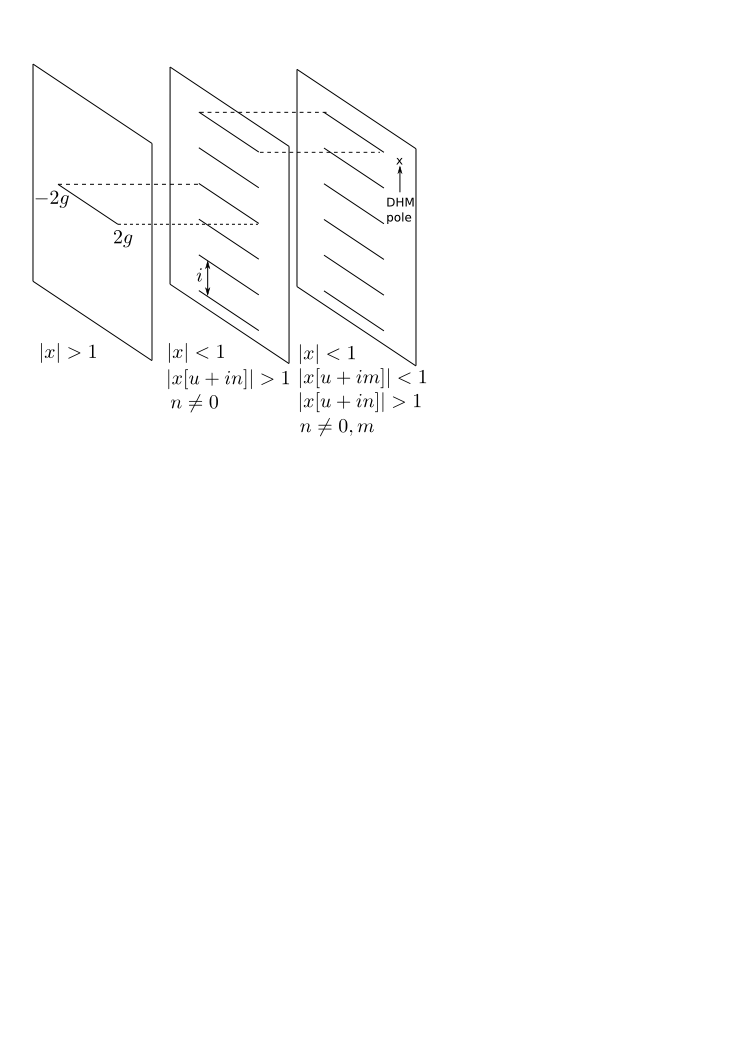 x
DHM
pole
−2g
2g
i
|x| > 1
|x| < 1
|x[u + in]| > 1
n ≠ 0
|x| < 1
|x[u + im]| < 1
|x[u + in]| > 1
n ≠ 0, m